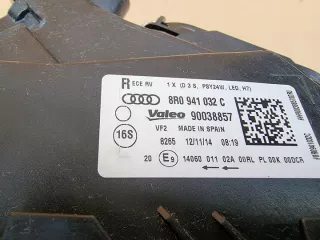 R ECE RV 1 X (D 3 S, PSY24W, LED, H7)
8R0 941 032 C
Valeo 90038857
16S VF2 MADE IN SPAIN
8265 12/11/14 08:19
20 E9 14060 011 02A 00RL PL 00K 000CR